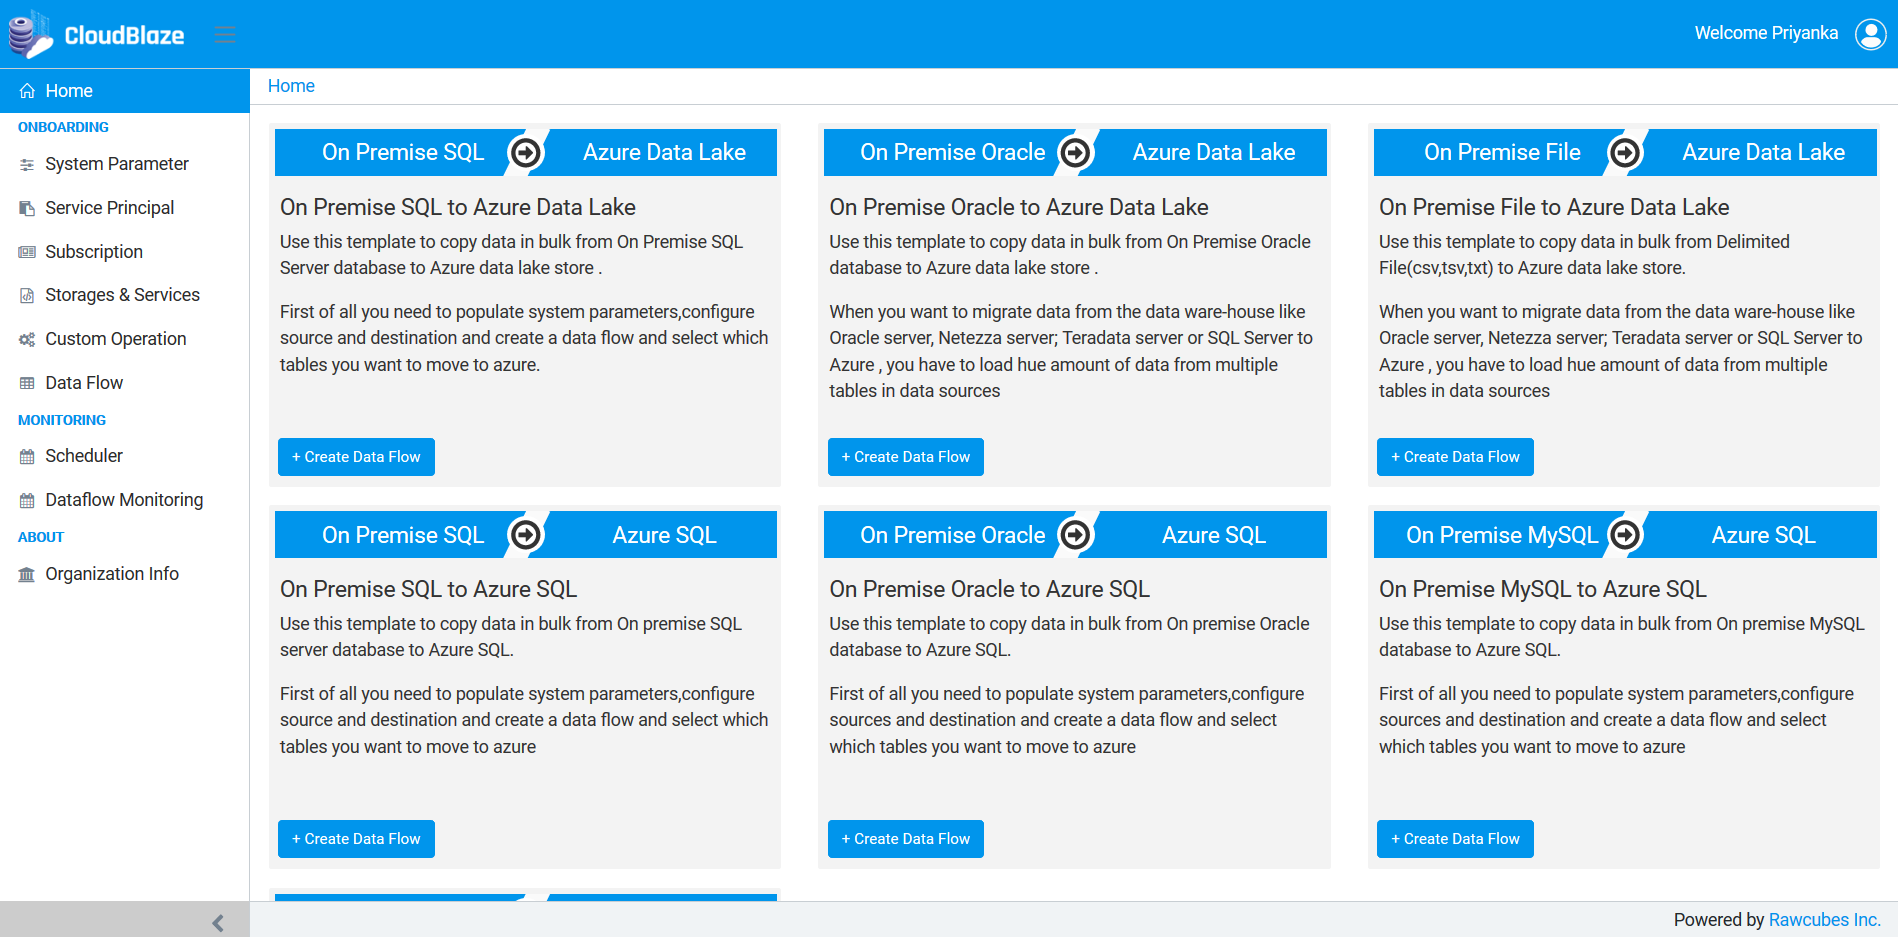 CloudBlaze
Welcome Priyanka
Home
ONBOARDING
System Parameter
Service Principal
Subscription
Storages & Services
Custom Operation
Data Flow
MONITORING
Scheduler
Dataflow Monitoring
ABOUT
Organization Info
Home
On Premise SQL
Azure Data Lake
On Premise SQL to Azure Data Lake
Use this template to copy data in bulk from On Premise SQL
Server database to Azure data lake store .
First of all you need to populate system parameters,configure
source and destination and create a data flow and select which
tables you want to move to azure.
+ Create Data Flow
On Premise Oracle
Azure Data Lake
On Premise Oracle to Azure Data Lake
Use this template to copy data in bulk from On Premise Oracle
database to Azure data lake store .
When you want to migrate data from the data ware-house like
Oracle server, Netezza server; Teradata server or SQL Server to
Azure , you have to load hue amount of data from multiple
tables in data sources
+ Create Data Flow
On Premise File
Azure Data Lake
On Premise File to Azure Data Lake
Use this template to copy data in bulk from Delimited
File(csv,tsv,txt) to Azure data lake store.
When you want to migrate data from the data ware-house like
Oracle server, Netezza server; Teradata server or SQL Server to
Azure , you have to load hue amount of data from multiple
tables in data sources
+ Create Data Flow
On Premise SQL
Azure SQL
On Premise SQL to Azure SQL
Use this template to copy data in bulk from On premise SQL
server database to Azure SQL.
First of all you need to populate system parameters,configure
source and destination and create a data flow and select which
tables you want to move to azure
+ Create Data Flow
On Premise Oracle
Azure SQL
On Premise Oracle to Azure SQL
Use this template to copy data in bulk from On premise Oracle
database to Azure SQL.
First of all you need to populate system parameters,configure
sources and destination and create a data flow and select
which tables you want to move to azure
+ Create Data Flow
On Premise MySQL
Azure SQL
On Premise MySQL to Azure SQL
Use this template to copy data in bulk from On premise MySQL
database to Azure SQL.
First of all you need to populate system parameters,configure
sources and destination and create a data flow and select
which tables you want to move to azure
+ Create Data Flow
Powered by Rawcubes Inc.